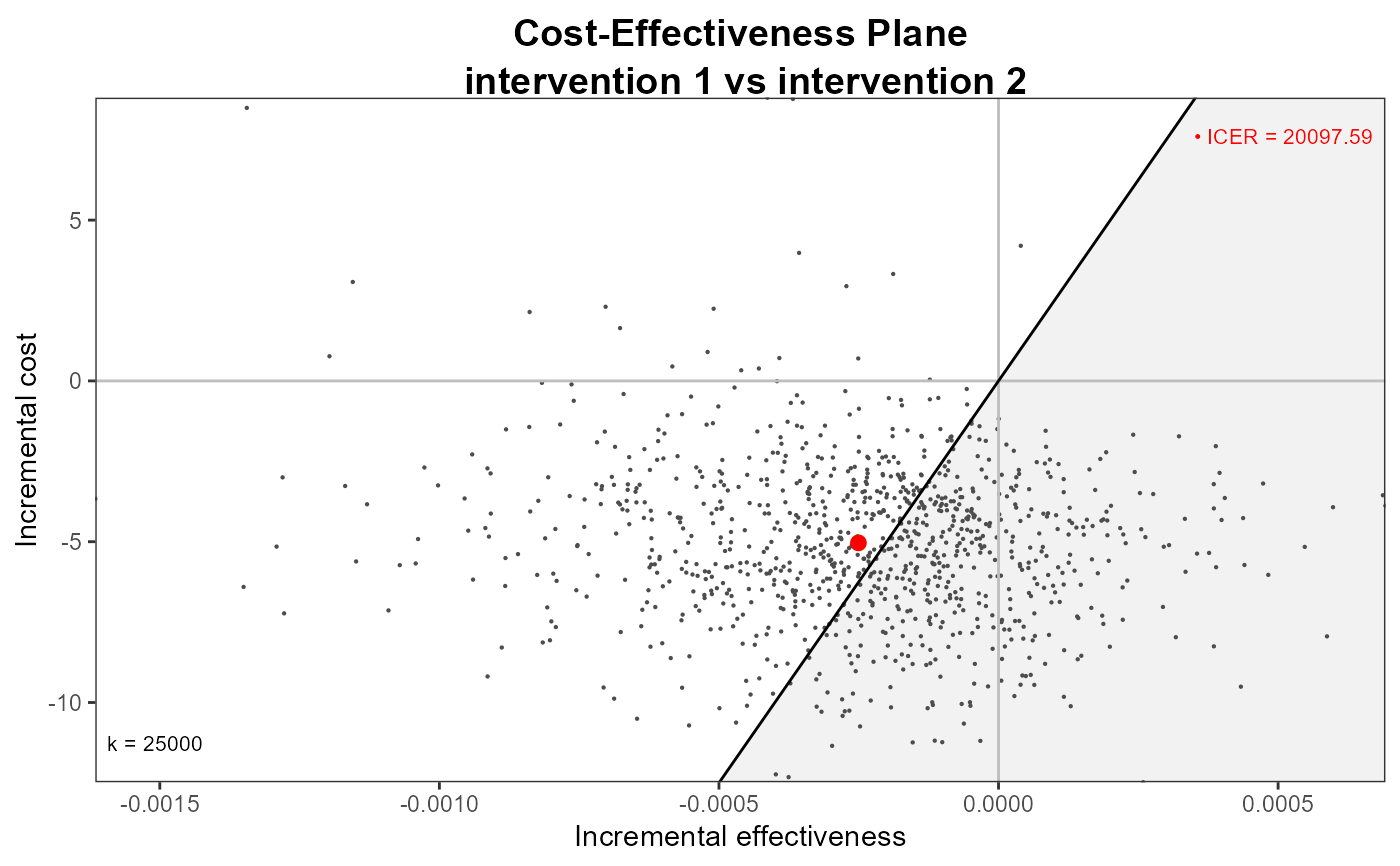 Cost-Effectiveness Plane
intervention 1 vs intervention 2
• ICER = 20097.59
5
0
-5
-10
Incremental cost
k = 25000
-0.0015
-0.0010
-0.0005
0.0000
0.0005
Incremental effectiveness